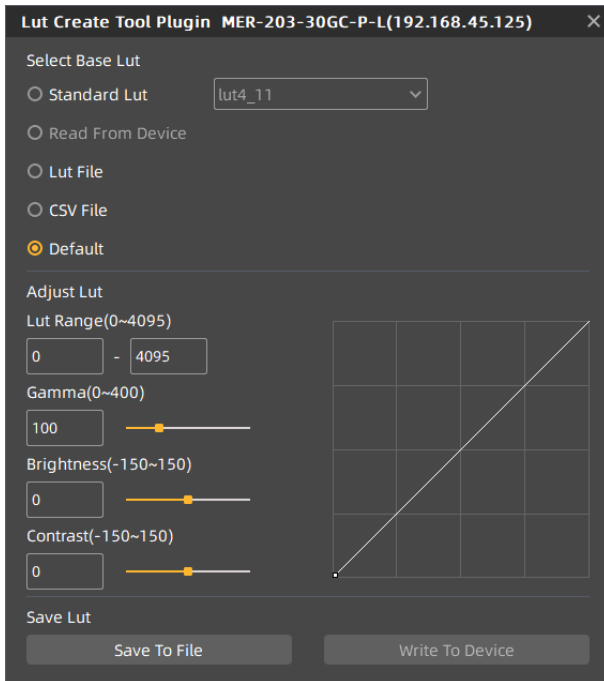 Lut Create Tool Plugin MER-203-30GC-P-L(192.168.45.125)
Select Base Lut
Standard Lut lut4_11
Read From Device
Lut File
CSV File
Default
Adjust Lut
Lut Range(0~4095)
0 - 4095
Gamma(0~400)
100
Brightness(-150~150)
0
Contrast(-150~150)
0
Save Lut
Save To File Write To Device